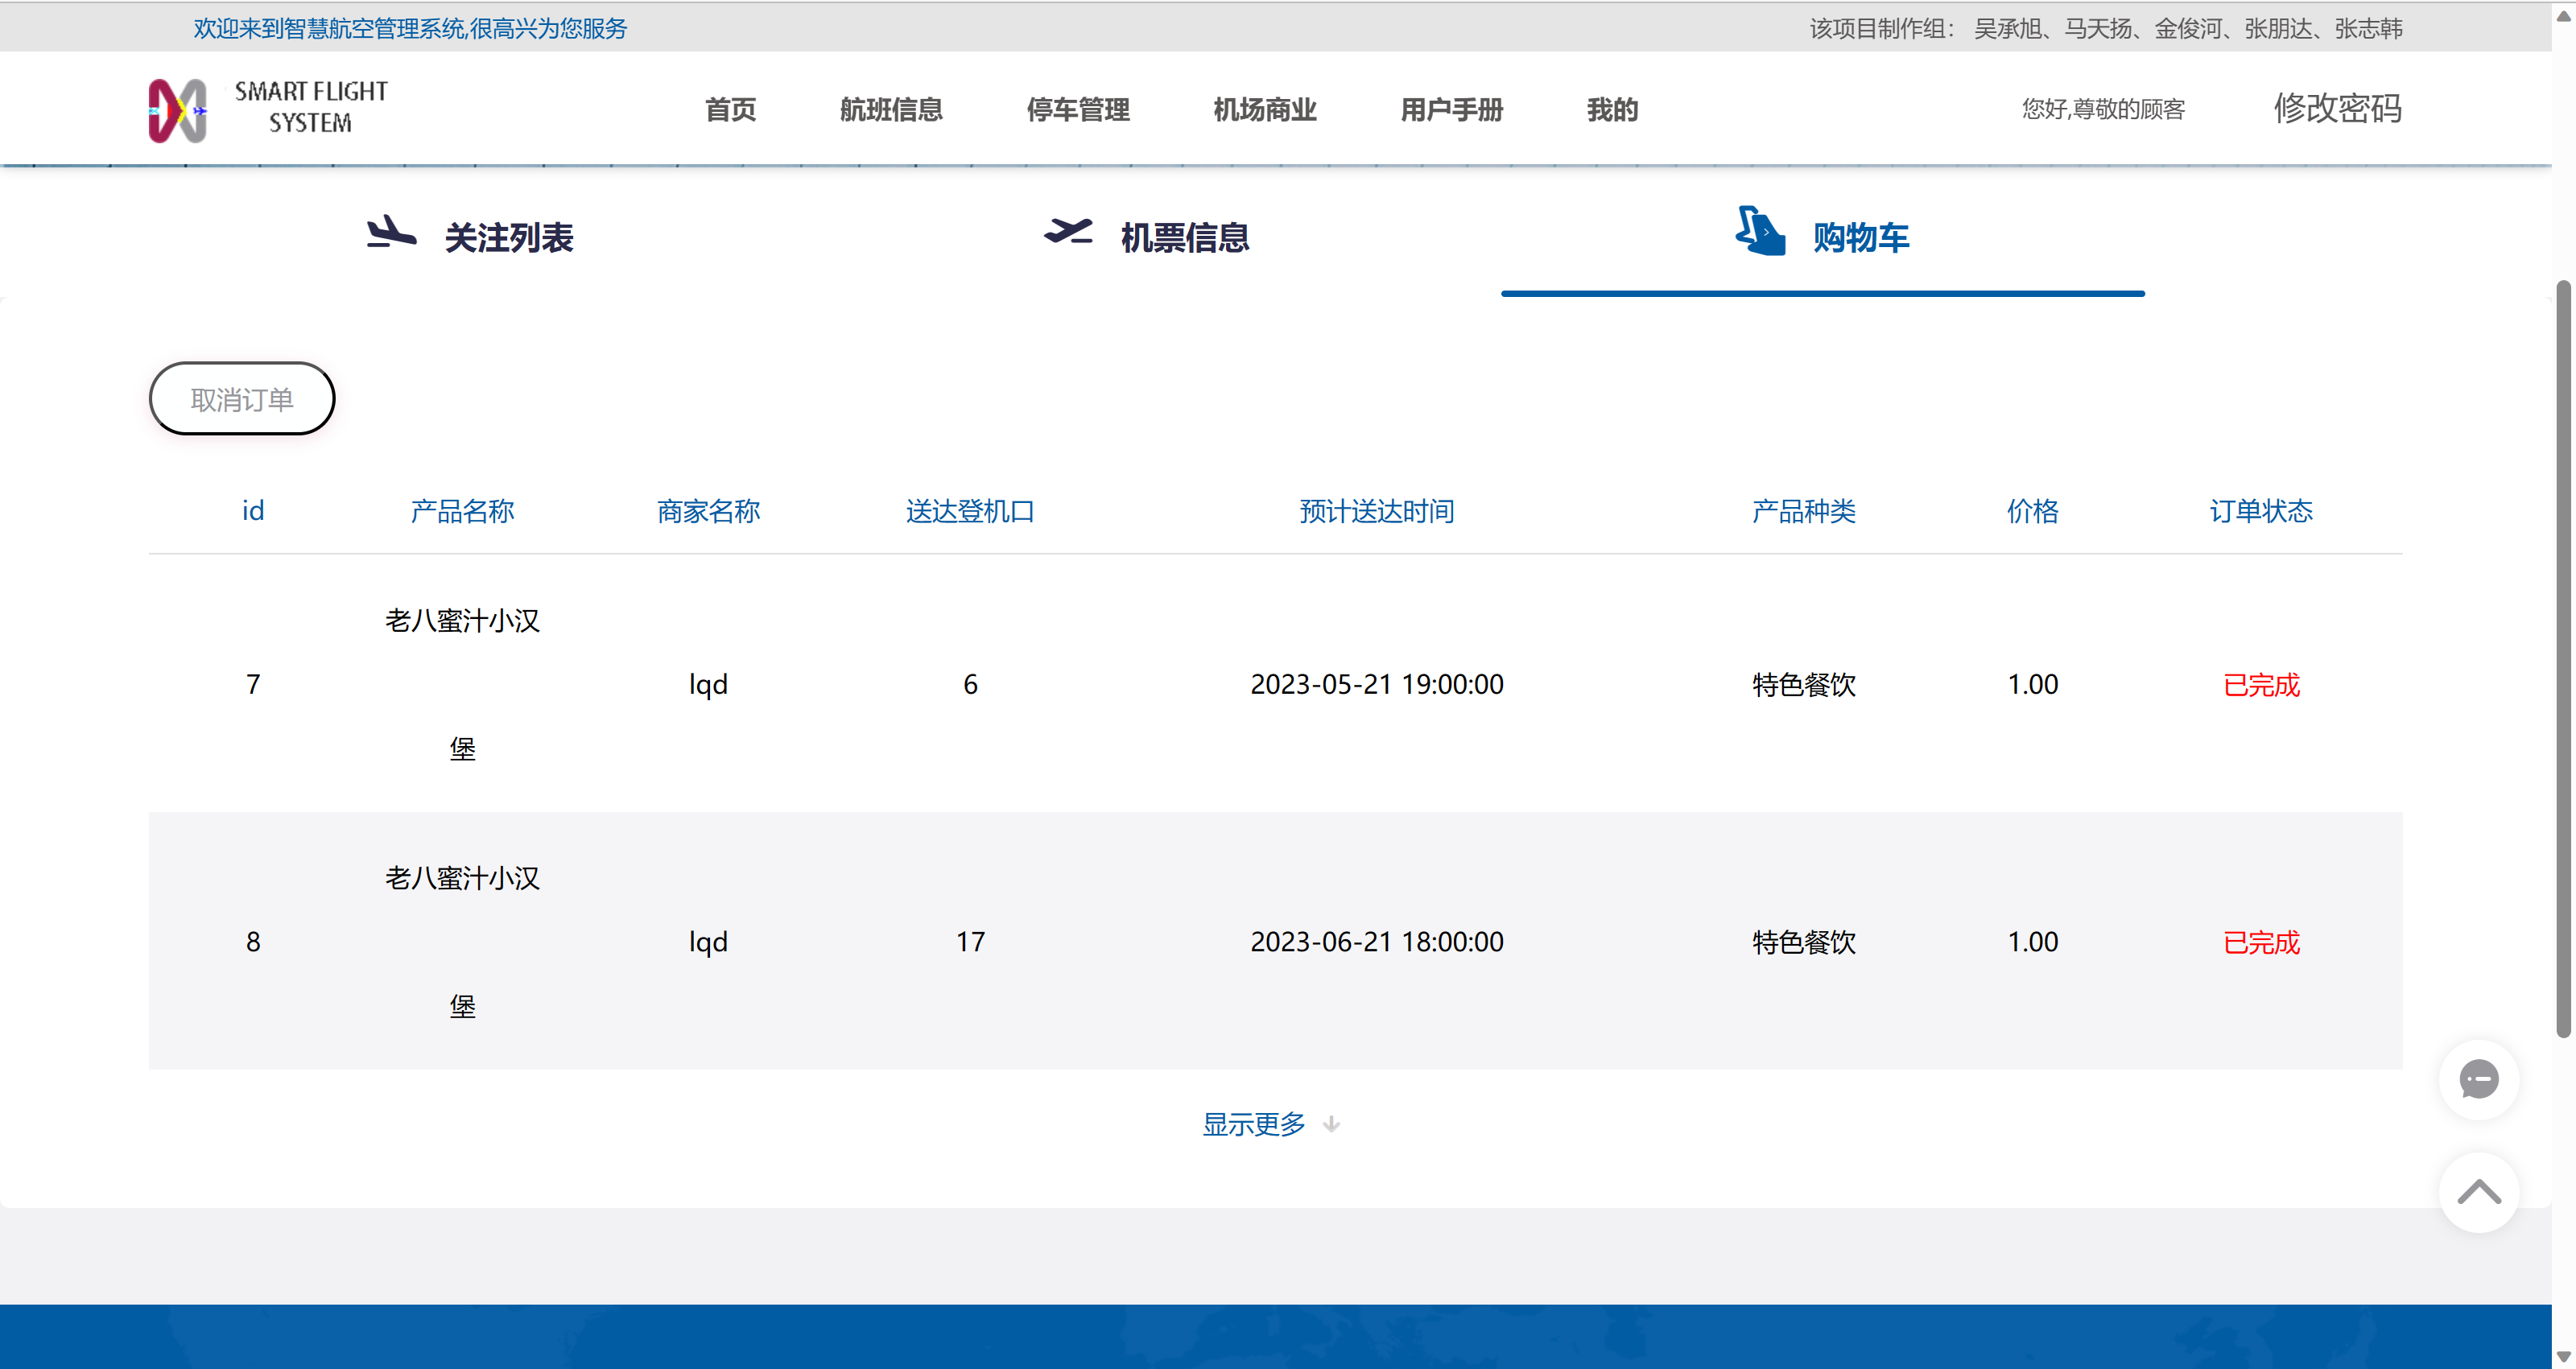 欢迎来到智慧航空管理系统,很高兴为您服务
该项目制作组： 吴承旭、马天扬、金俊河、张朋达、张志韩
SMART FLIGHT
SYSTEM
首页 航班信息 停车管理 机场商业 用户手册 我的
您好,尊敬的顾客 修改密码
关注列表 机票信息 购物车
取消订单
id 产品名称 商家名称 送达登机口 预计送达时间 产品种类 价格 订单状态
老八蜜汁小汉
7 lqd 6 2023-05-21 19:00:00 特色餐饮 1.00 已完成
堡
老八蜜汁小汉
8 lqd 17 2023-06-21 18:00:00 特色餐饮 1.00 已完成
堡
显示更多